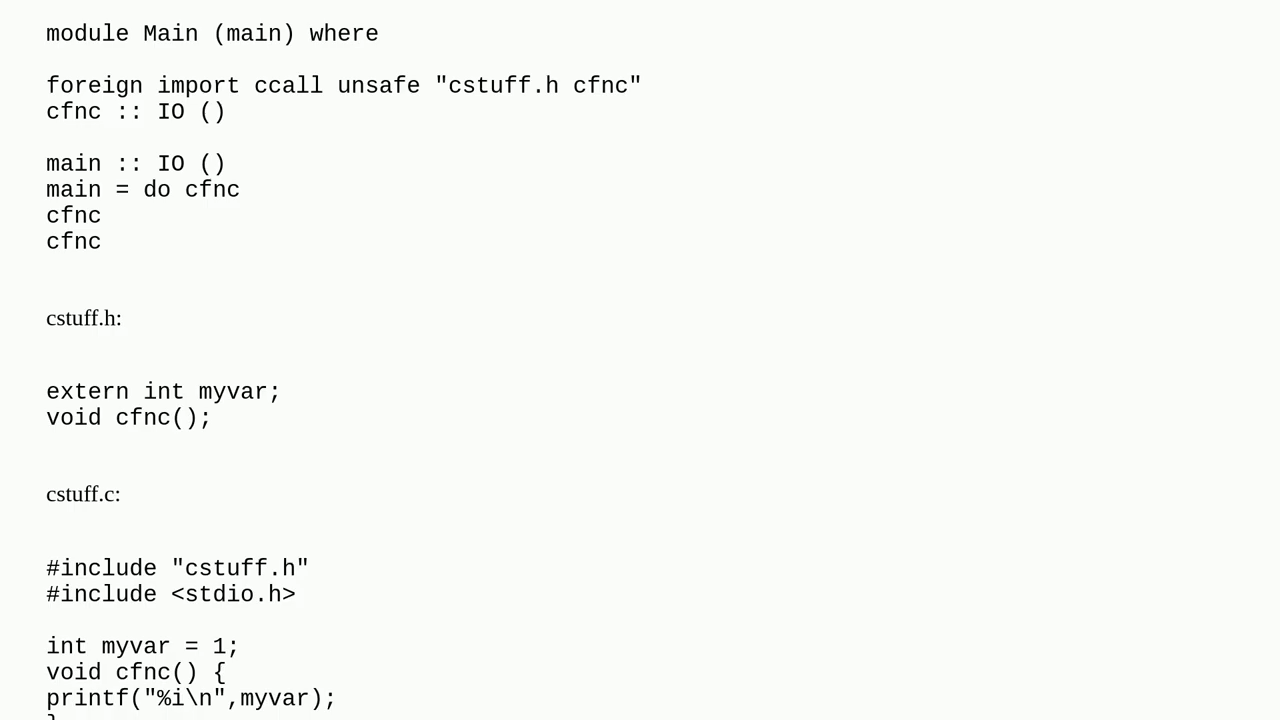 module Main (main) where
foreign import ccall unsafe "cstuff.h cfnc"
cfnc :: IO ()
main :: IO ()
main = do cfnc
cfnc
cfnc
cstuff.h:
extern int myvar;
void cfnc();
cstuff.c:
#include "cstuff.h"
#include <stdio.h>
int myvar = 1;
void cfnc() {
printf("%i\n",myvar);
}